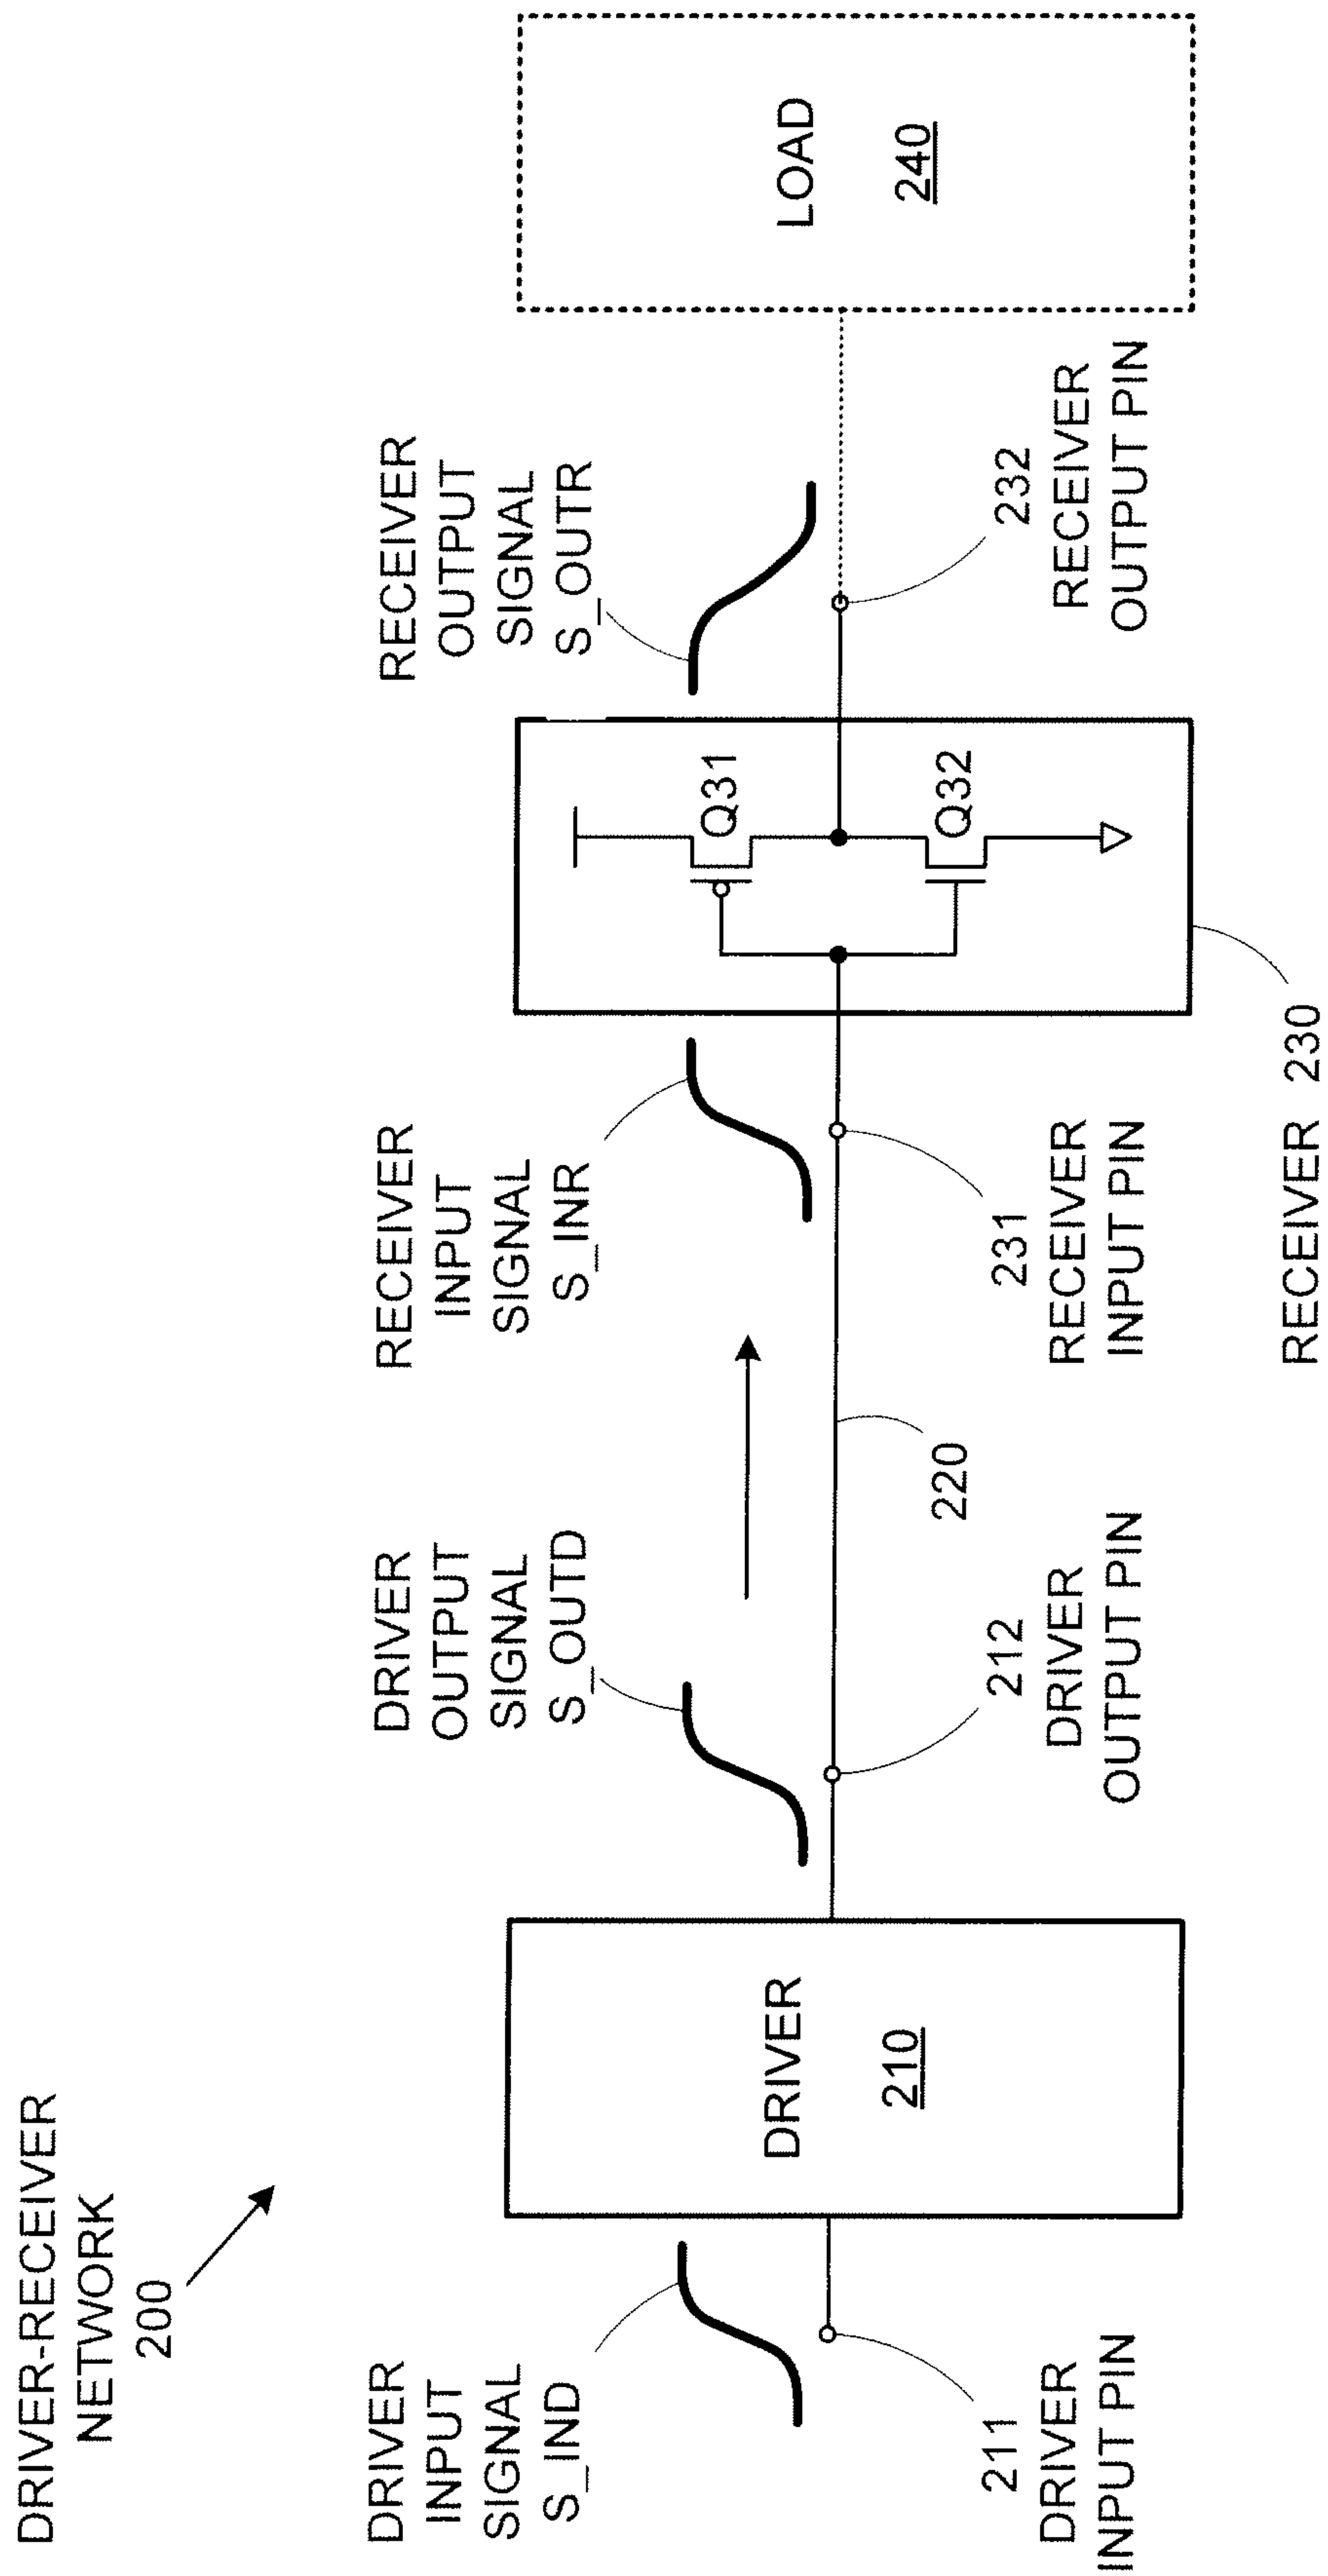 DRIVER-RECEIVER
NETWORK
200
DRIVER
INPUT
SIGNAL
S_IND
211
DRIVER
INPUT PIN
DRIVER
210
DRIVER
OUTPUT
SIGNAL
S_OUTD
212
DRIVER
OUTPUT PIN
220
RECEIVER
INPUT
SIGNAL
S_INR
231
RECEIVER
INPUT PIN
RECEIVER 230
Q31
Q32
RECEIVER
OUTPUT
SIGNAL
S_OUTR
232
RECEIVER
OUTPUT PIN
LOAD
240